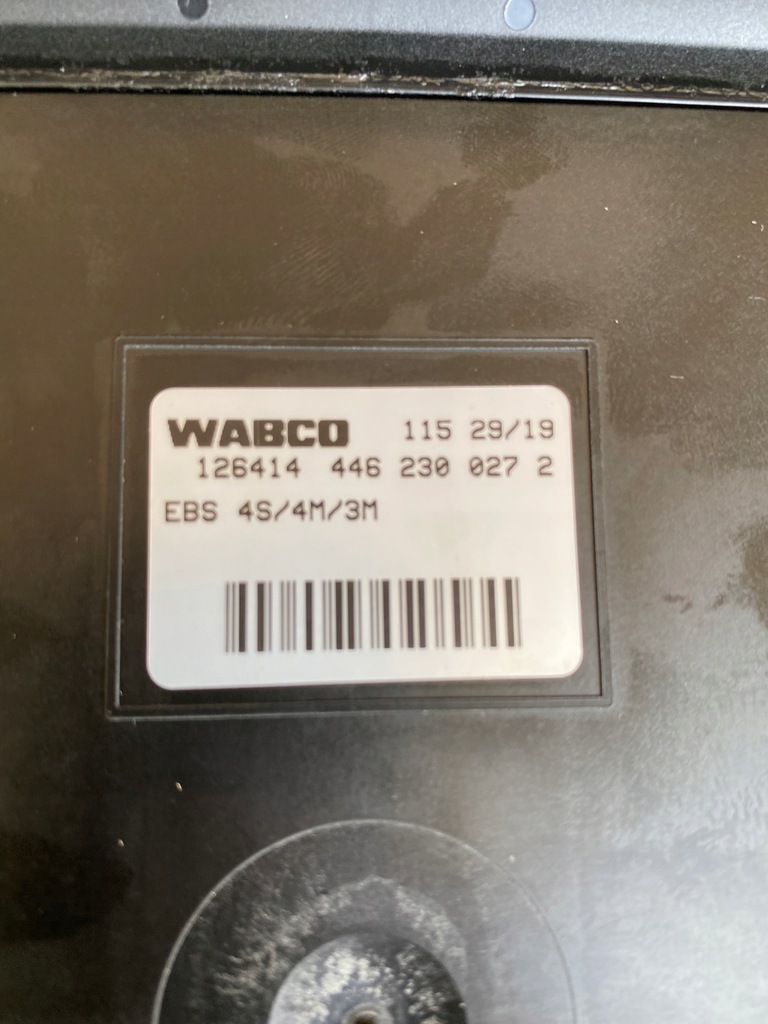 WABCO 115 29/19
126414 446 230 027 2
EBS 4S/4M/3M